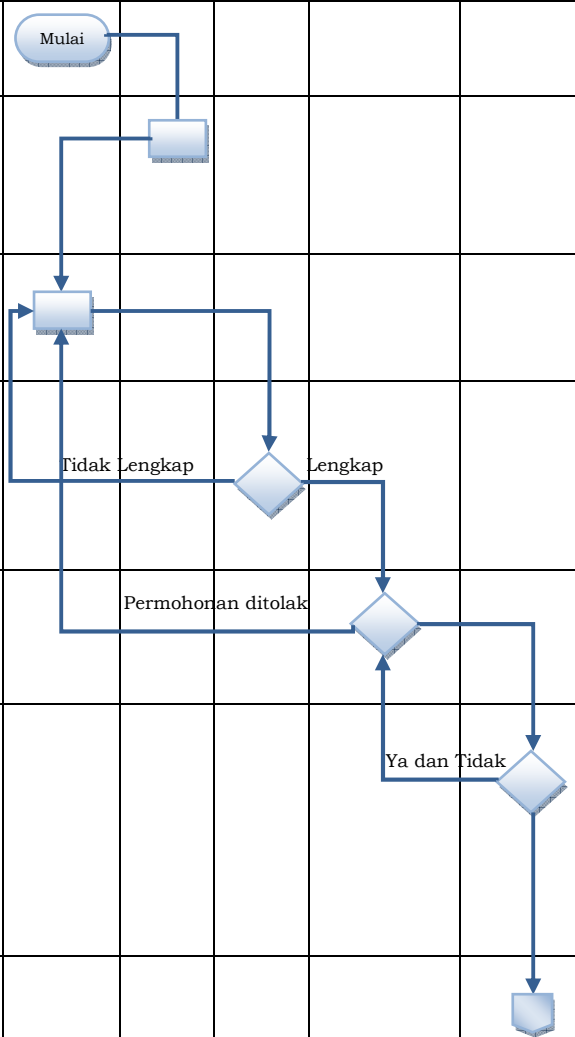 Mulai
Tidak Lengkap
Lengkap
Permohonan ditolak
Ya dan Tidak